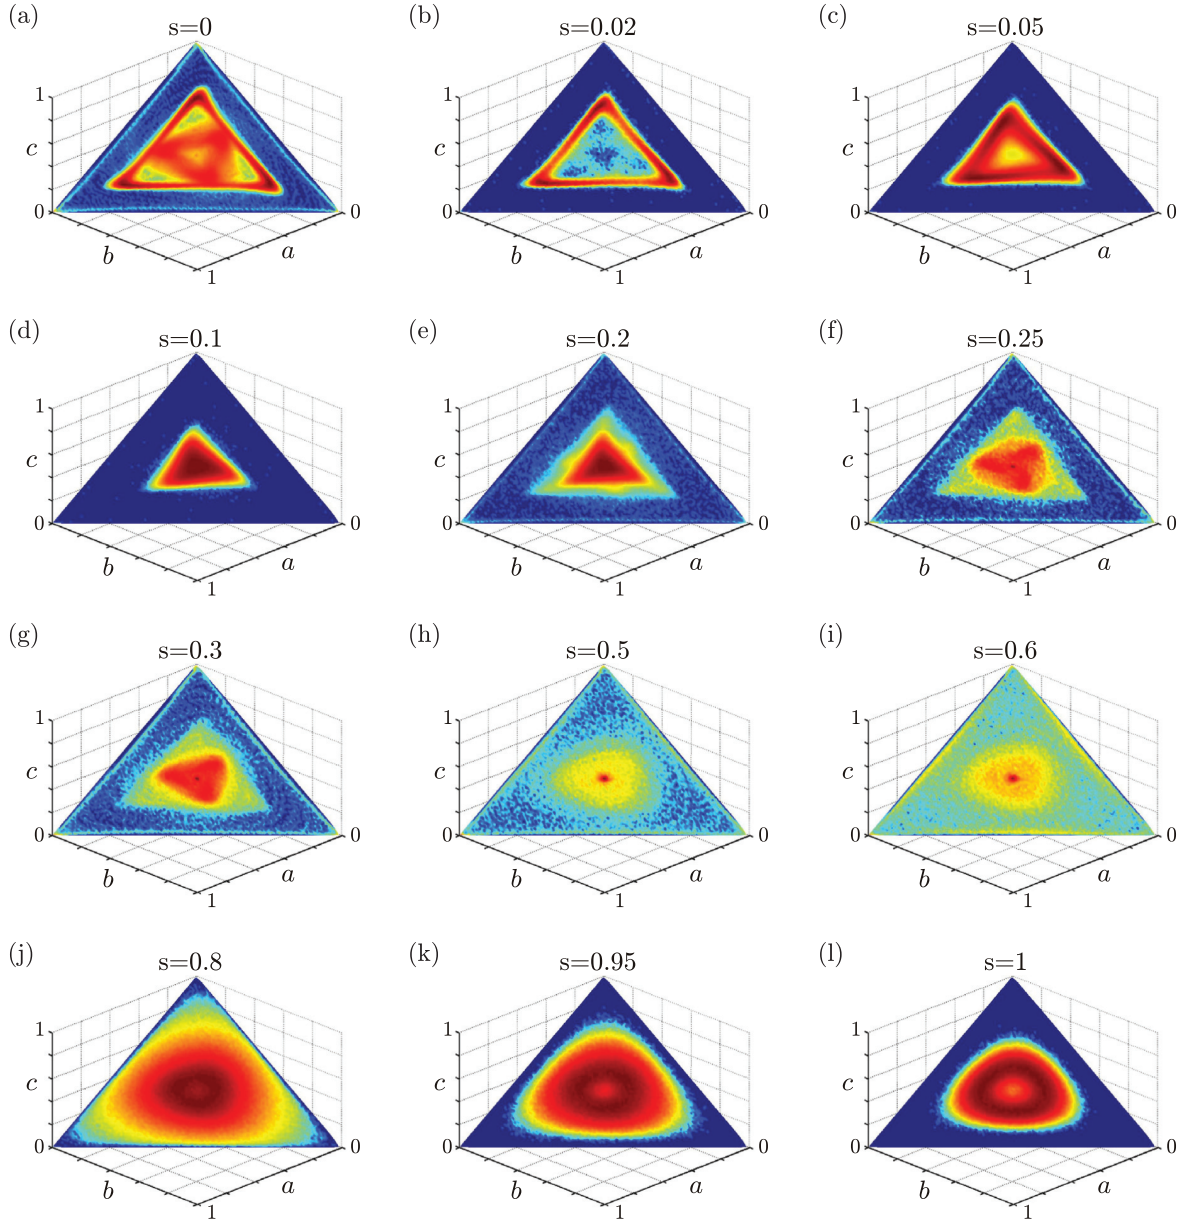 (a) (b) (c)
s=0 s=0.02 s=0.05
1 1 1
c c c
0 0 0 0 0 0
b a b a b a
1 1 1
(d) (e) (f)
s=0.1 s=0.2 s=0.25
1 1 1
c c c
0 0 0 0 0 0
b a b a b a
1 1 1
(g) (h) (i)
s=0.3 s=0.5 s=0.6
1 1 1
c c c
0 0 0 0 0 0
b a b a b a
1 1 1
(j) (k) (l)
s=0.8 s=0.95 s=1
1 1 1
c c c
0 0 0 0 0 0
b a b a b a
1 1 1